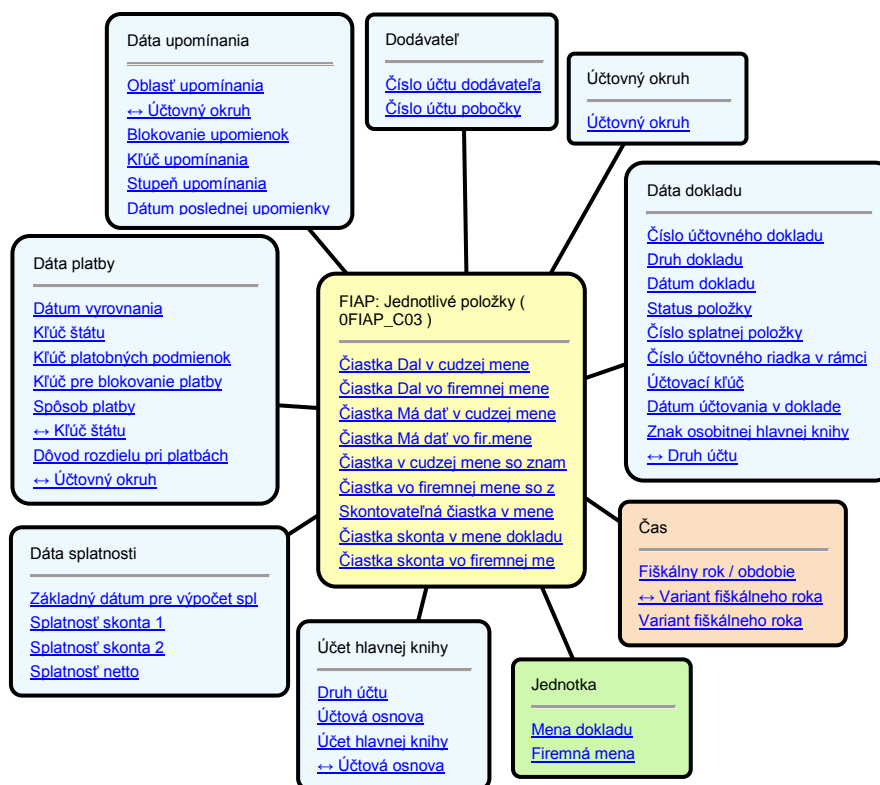 Dáta upomínania
Oblasť upomínania
↔ Účtovný okruh
Blokovanie upomienok
Kľúč upomínania
Stupeň upomínania
Dátum poslednej upomienky
Dodávateľ
Číslo účtu dodávateľa
Číslo účtu pobočky
Účtovný okruh
Účtovný okruh
Dáta dokladu
Číslo účtovného dokladu
Druh dokladu
Dátum dokladu
Status položky
Číslo splatnej položky
Číslo účtovného riadka v rámci
Účtovací kľúč
Dátum účtovania v doklade
Znak osobitnej hlavnej knihy
↔ Druh účtu
Dáta platby
Dátum vyrovnania
Kľúč štátu
Kľúč platobných podmienok
Kľúč pre blokovanie platby
Spôsob platby
↔ Kľúč štátu
Dôvod rozdielu pri platbách
↔ Účtovný okruh
FIAP: Jednotlivé položky (
0FIAP_C03 )
Čiastka Dal v cudzej mene
Čiastka Dal vo firemnej mene
Čiastka Má dať v cudzej mene
Čiastka Má dať vo fir.mene
Čiastka v cudzej mene so znam
Čiastka vo firemnej mene so z
Skontovateľná čiastka v mene
Čiastka skonta v mene dokladu
Čiastka skonta vo firemnej me
Čas
Fiškálny rok / obdobie
↔ Variant fiškálneho roka
Variant fiškálneho roka
Dáta splatnosti
Základný dátum pre výpočet spl
Splatnosť skonta 1
Splatnosť skonta 2
Splatnosť netto
Účet hlavnej knihy
Druh účtu
Účtová osnova
Účet hlavnej knihy
↔ Účtová osnova
Jednotka
Mena dokladu
Firemná mena